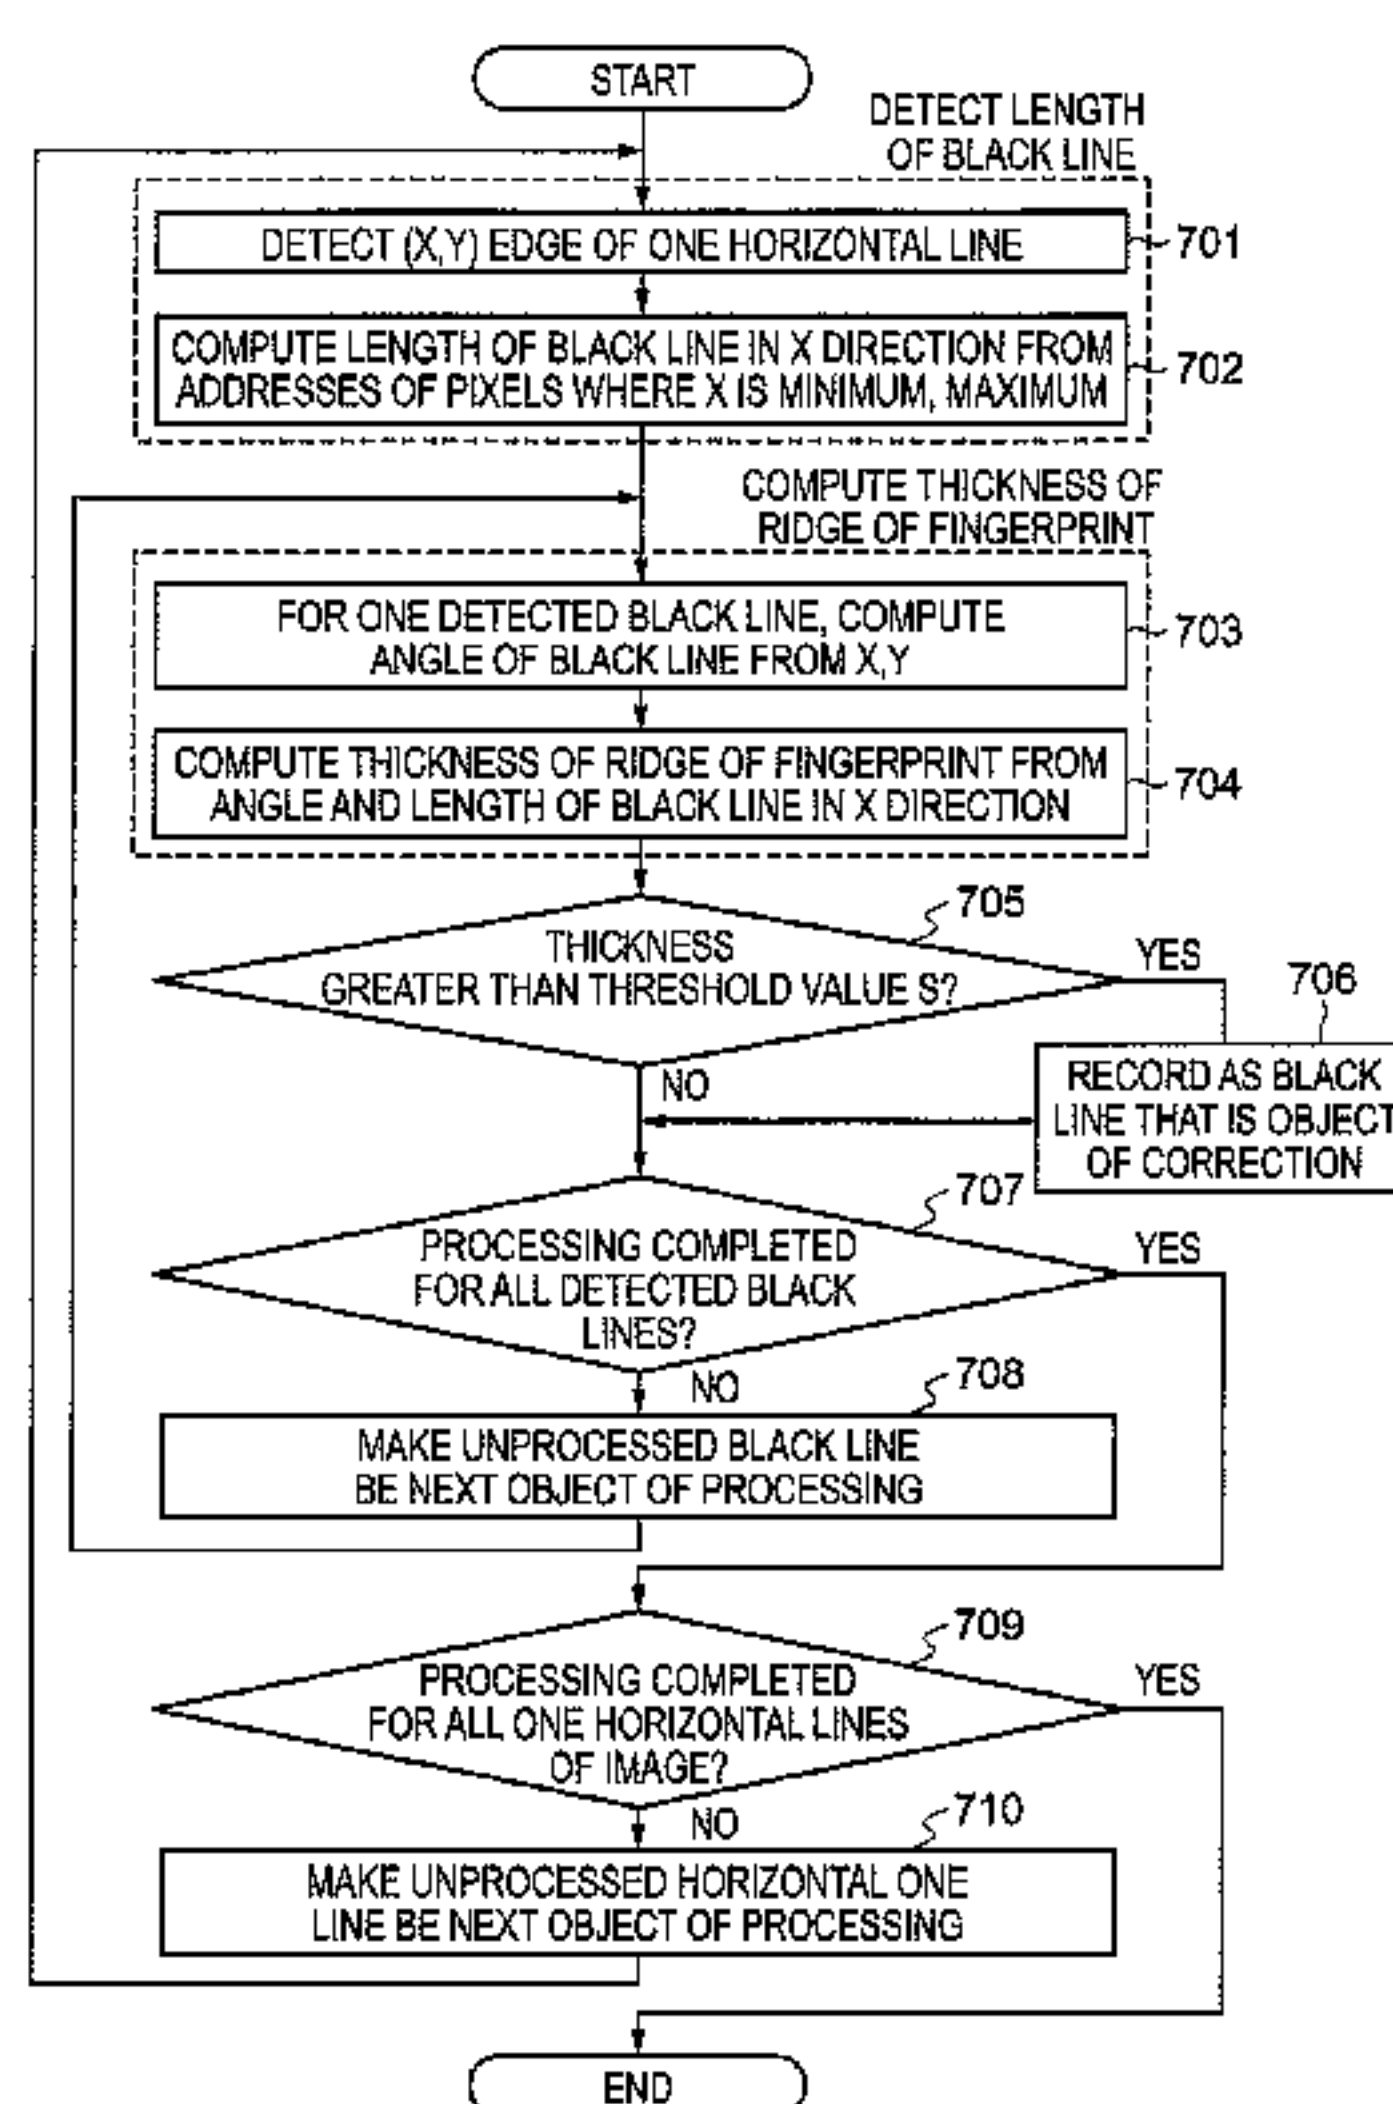 START
DETECT LENGTH
OF BLACK LINE
DETECT (X,Y) EDGE OF ONE HORIZONTAL LINE
701
COMPUTE LENGTH OF BLACK LINE IN X DIRECTION FROM
ADDRESSES OF PIXELS WHERE X IS MINIMUM, MAXIMUM
702
COMPUTE THICKNESS OF
RIDGE OF FINGERPRINT
FOR ONE DETECTED BLACK LINE, COMPUTE
ANGLE OF BLACK LINE FROM X,Y
703
COMPUTE THICKNESS OF RIDGE OF FINGERPRINT FROM
ANGLE AND LENGTH OF BLACK LINE IN X DIRECTION
704
705
THICKNESS
GREATER THAN THRESHOLD VALUE S?
YES
706
NO
RECORD AS BLACK
LINE THAT IS OBJECT
OF CORRECTION
707
PROCESSING COMPLETED
FOR ALL DETECTED BLACK
LINES?
YES
NO
708
MAKE UNPROCESSED BLACK LINE
BE NEXT OBJECT OF PROCESSING
709
PROCESSING COMPLETED
FOR ALL ONE HORIZONTAL LINES
OF IMAGE?
YES
NO
710
MAKE UNPROCESSED HORIZONTAL ONE
LINE BE NEXT OBJECT OF PROCESSING
END